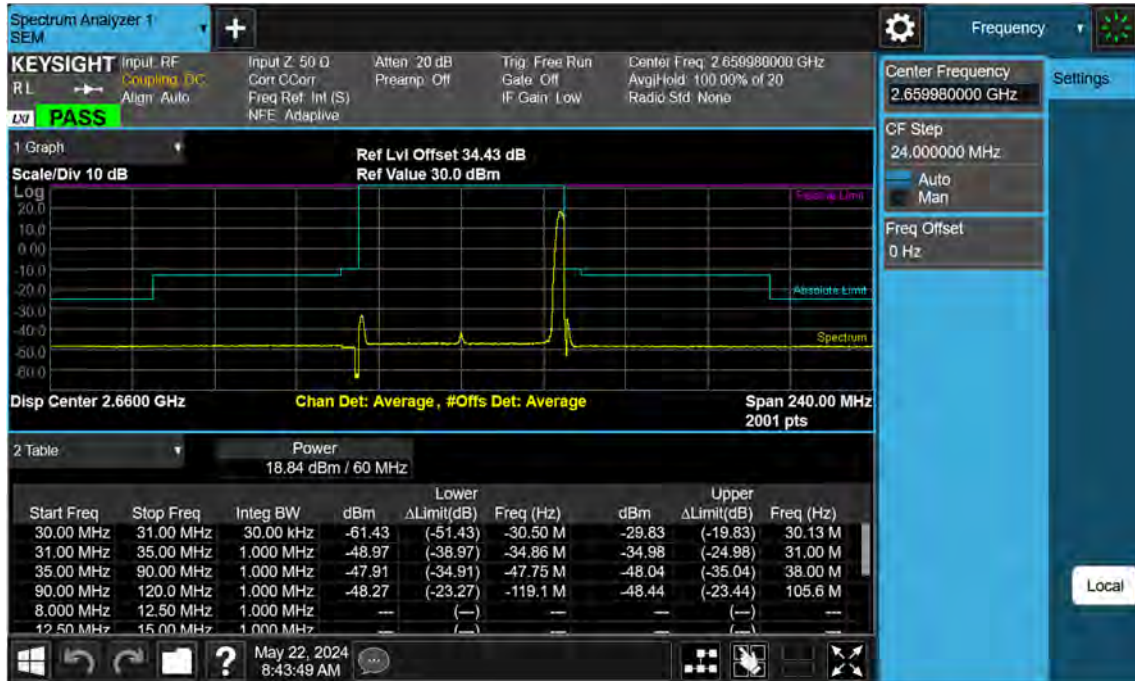 Spectrum Analyzer 1
SEM
+
Frequency
KEYSIGHT
RL
LXI PASS
Input: RF
Coupling: DC
Align: Auto
Input Z: 50 Ω
Corr CCorr
Freq Ref: Int (S)
NFE: Adaptive
Atten: 20 dB
Preamp: Off
Trig: Free Run
Gate: Off
IF Gain: Low
Center Freq: 2.659980000 GHz
Avg|Hold: 100.00% of 20
Radio Std: None
Center Frequency
2.659980000 GHz
Settings
CF Step
24.000000 MHz
Auto
Man
Freq Offset
0 Hz
1 Graph
Scale/Div 10 dB
Ref Lvl Offset 34.43 dB
Ref Value 30.0 dBm
Log
20.0
10.0
0.00
-10.0
-20.0
-30.0
-40.0
-50.0
-60.0
Limit
Absolute Limit
Spectrum
Disp Center 2.6600 GHz
Chan Det: Average, #Offs Det: Average
Span 240.00 MHz
2001 pts
2 Table
Power
18.84 dBm / 60 MHz
Lower Upper
Start Freq Stop Freq Integ BW dBm ΔLimit(dB) Freq (Hz) dBm ΔLimit(dB) Freq (Hz)
30.00 MHz 31.00 MHz 30.00 kHz -61.43 (-51.43) -30.50 M -29.83 (-19.83) 30.13 M
31.00 MHz 35.00 MHz 1.000 MHz -48.97 (-38.97) -34.86 M -34.98 (-24.98) 31.00 M
35.00 MHz 90.00 MHz 1.000 MHz -47.91 (-34.91) -47.75 M -48.04 (-35.04) 38.00 M
90.00 MHz 120.0 MHz 1.000 MHz -48.27 (-23.27) -119.1 M -48.44 (-23.44) 105.6 M
8.000 MHz 12.50 MHz 1.000 MHz --- (---) --- --- (---) ---
12.50 MHz 15.00 MHz 1.000 MHz --- (---) --- --- (---) ---
Local
?
May 22, 2024
8:43:49 AM